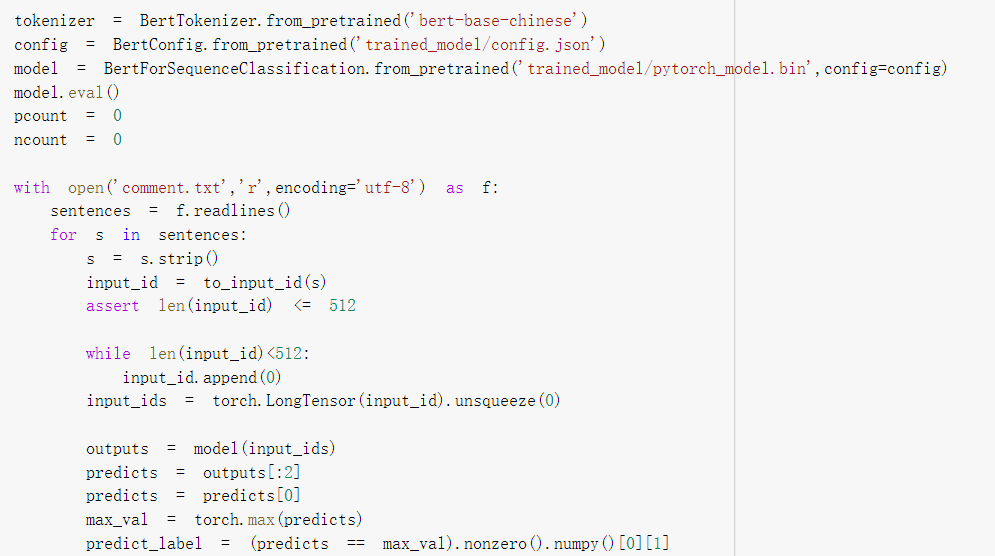 tokenizer = BertTokenizer.from_pretrained('bert-base-chinese')
config = BertConfig.from_pretrained('trained_model/config.json')
model = BertForSequenceClassification.from_pretrained('trained_model/pytorch_model.bin',config=config)
model.eval()
pcount = 0
ncount = 0

with open('comment.txt','r',encoding='utf-8') as f:
    sentences = f.readlines()
    for s in sentences:
        s = s.strip()
        input_id = to_input_id(s)
        assert len(input_id) <= 512

        while len(input_id)<512:
            input_id.append(0)
        input_ids = torch.LongTensor(input_id).unsqueeze(0)

        outputs = model(input_ids)
        predicts = outputs[:2]
        predicts = predicts[0]
        max_val = torch.max(predicts)
        predict_label = (predicts == max_val).nonzero().numpy()[0][1]